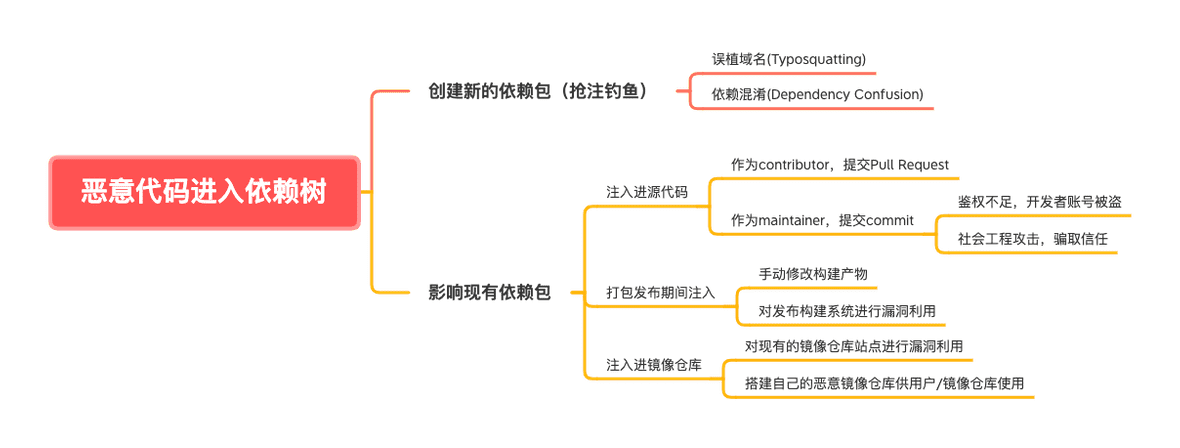 恶意代码进入依赖树
创建新的依赖包（抢注钓鱼）
误植域名(Typosquatting)
依赖混淆(Dependency Confusion)
影响现有依赖包
注入进源代码
作为contributor，提交Pull Request
作为maintainer，提交commit
鉴权不足，开发者账号被盗
社会工程攻击，骗取信任
打包发布期间注入
手动修改构建产物
对发布构建系统进行漏洞利用
注入进镜像仓库
对现有的镜像仓库站点进行漏洞利用
搭建自己的恶意镜像仓库供用户/镜像仓库使用